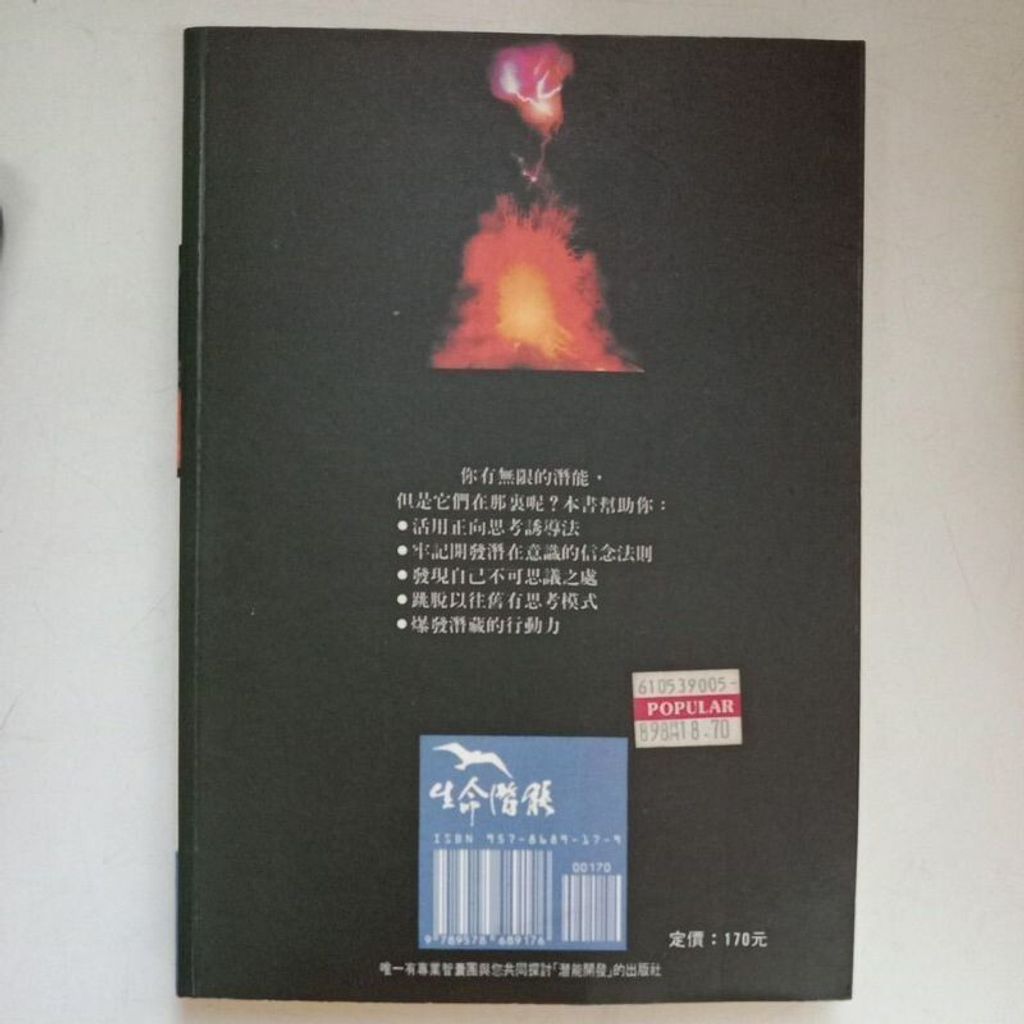 你有無限的潛能，
但是它們在那裏呢？本書幫助你：
●活用正向思考誘導法
●牢記開發潛在意識的信念法則
●發現自己不可思議之處
●跳脫以往舊有思考模式
●爆發潛藏的行動力
610539005-
POPULAR
898 18.70
生命潛能
ISBN 957-8689-17-9
00170
9 789578 689176
定價：170元
唯一有專業智囊團與您共同探討「潛能開發」的出版社